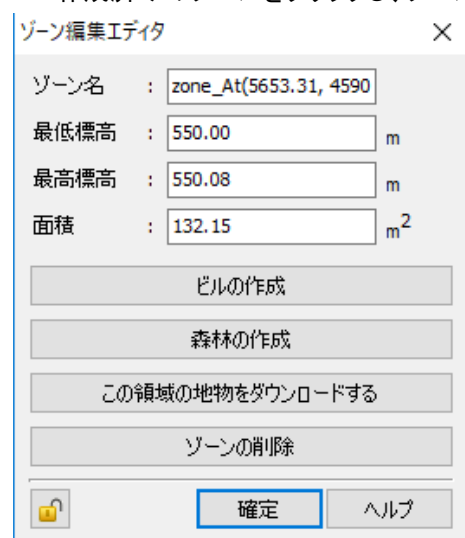 ゾーン編集エディタ
ゾーン名 : zone_At(5653.31, 4590
最低標高 : 550.00 m
最高標高 : 550.08 m
面積 : 132.15 m²
ビルの作成
森林の作成
この領域の地物をダウンロードする
ゾーンの削除
確定 ヘルプ